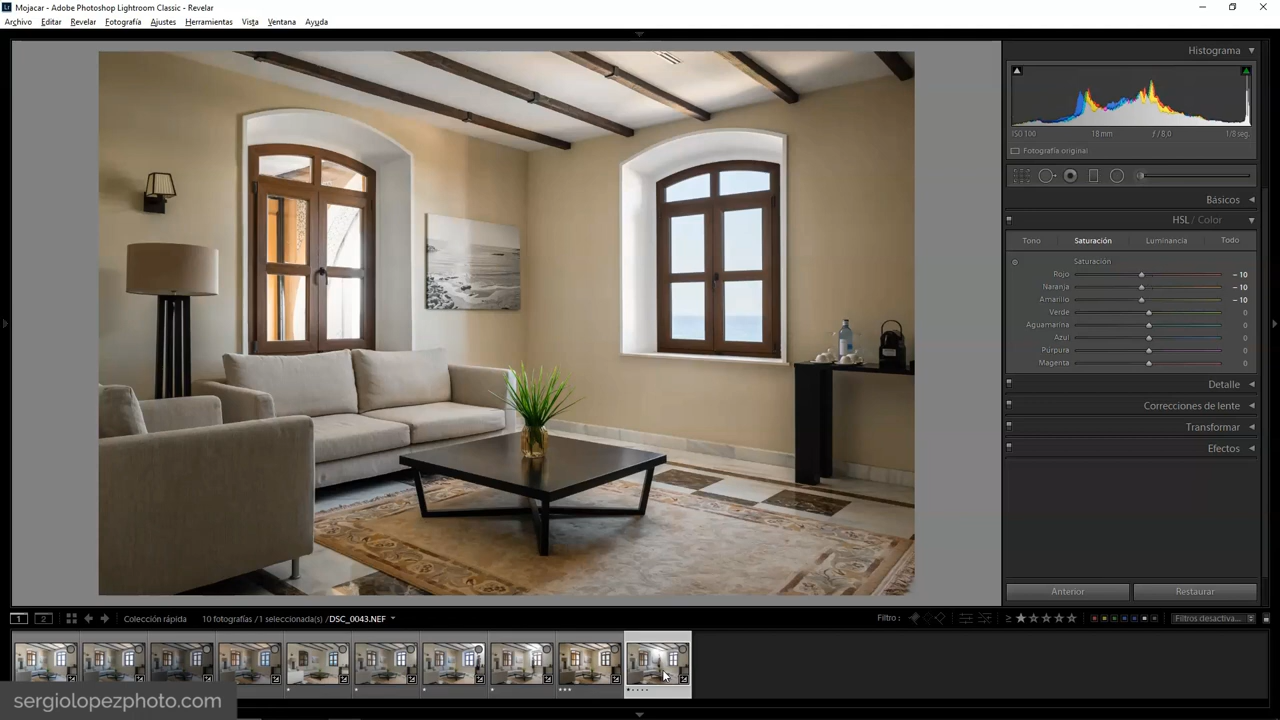 Mojacar - Adobe Photoshop Lightroom Classic - Revelar
Archivo Editar Revelar Fotografía Ajustes Herramientas Vista Ventana Ayuda
Histograma
ISO 100 18 mm ƒ / 8,0 1/8 seg.
Fotografía original
Básicos
HSL / Color
Tono Saturación Luminancia Todo
Saturación
Rojo - 10
Naranja - 10
Amarillo - 10
Verde 0
Aguamarina 0
Azul 0
Púrpura 0
Magenta 0
Detalle
Correcciones de lente
Transformar
Efectos
Anterior Restaurar
1 2 Colección rápida 10 fotografías /1 seleccionada(s) /DSC_0043.NEF Filtro : ≥ Filtros desactiva...
sergiolopezphoto.com